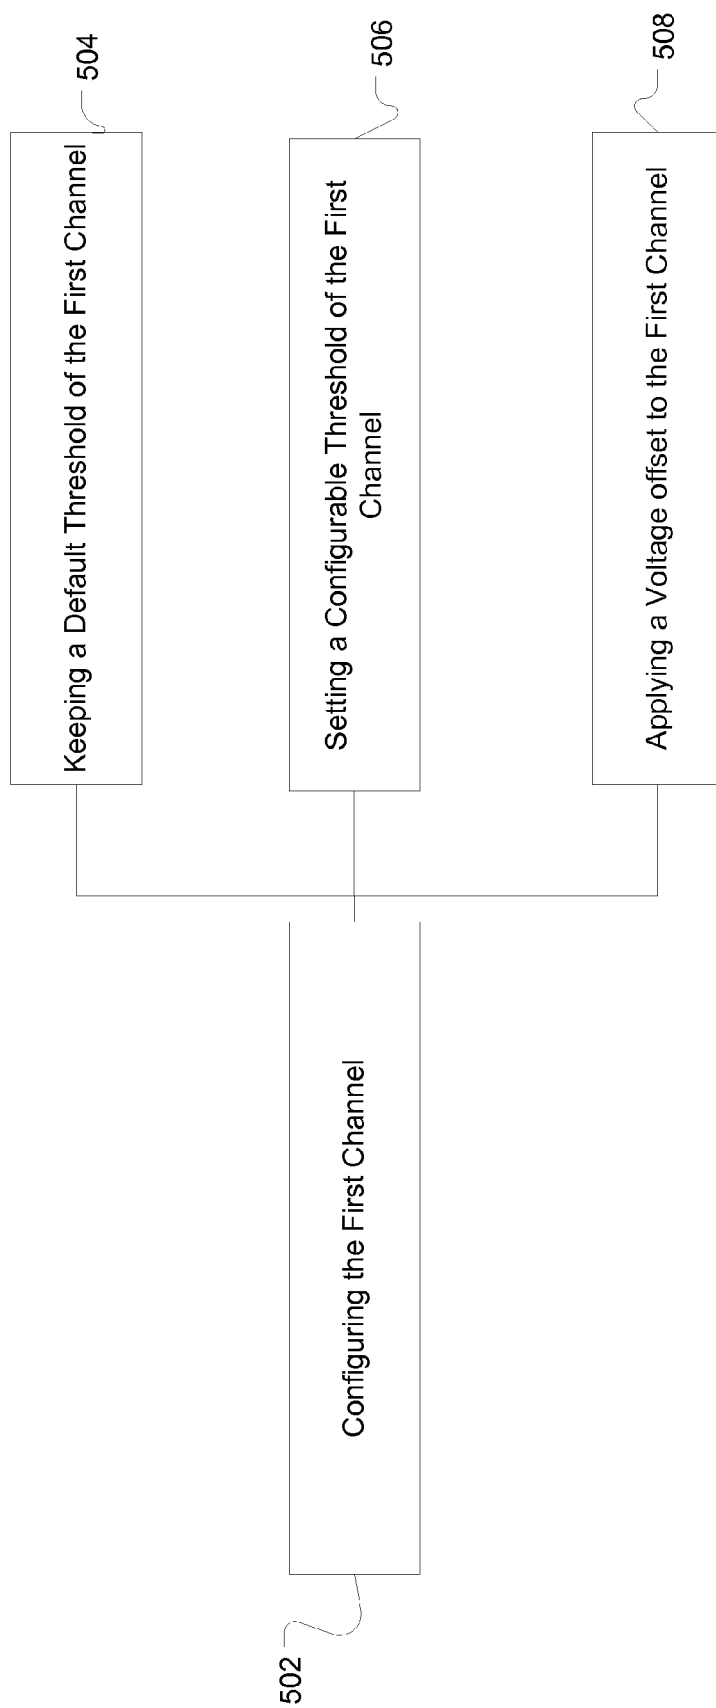 502
Configuring the First Channel
Keeping a Default Threshold of the First Channel
504
Setting a Configurable Threshold of the First
Channel
506
Applying a Voltage offset to the First Channel
508